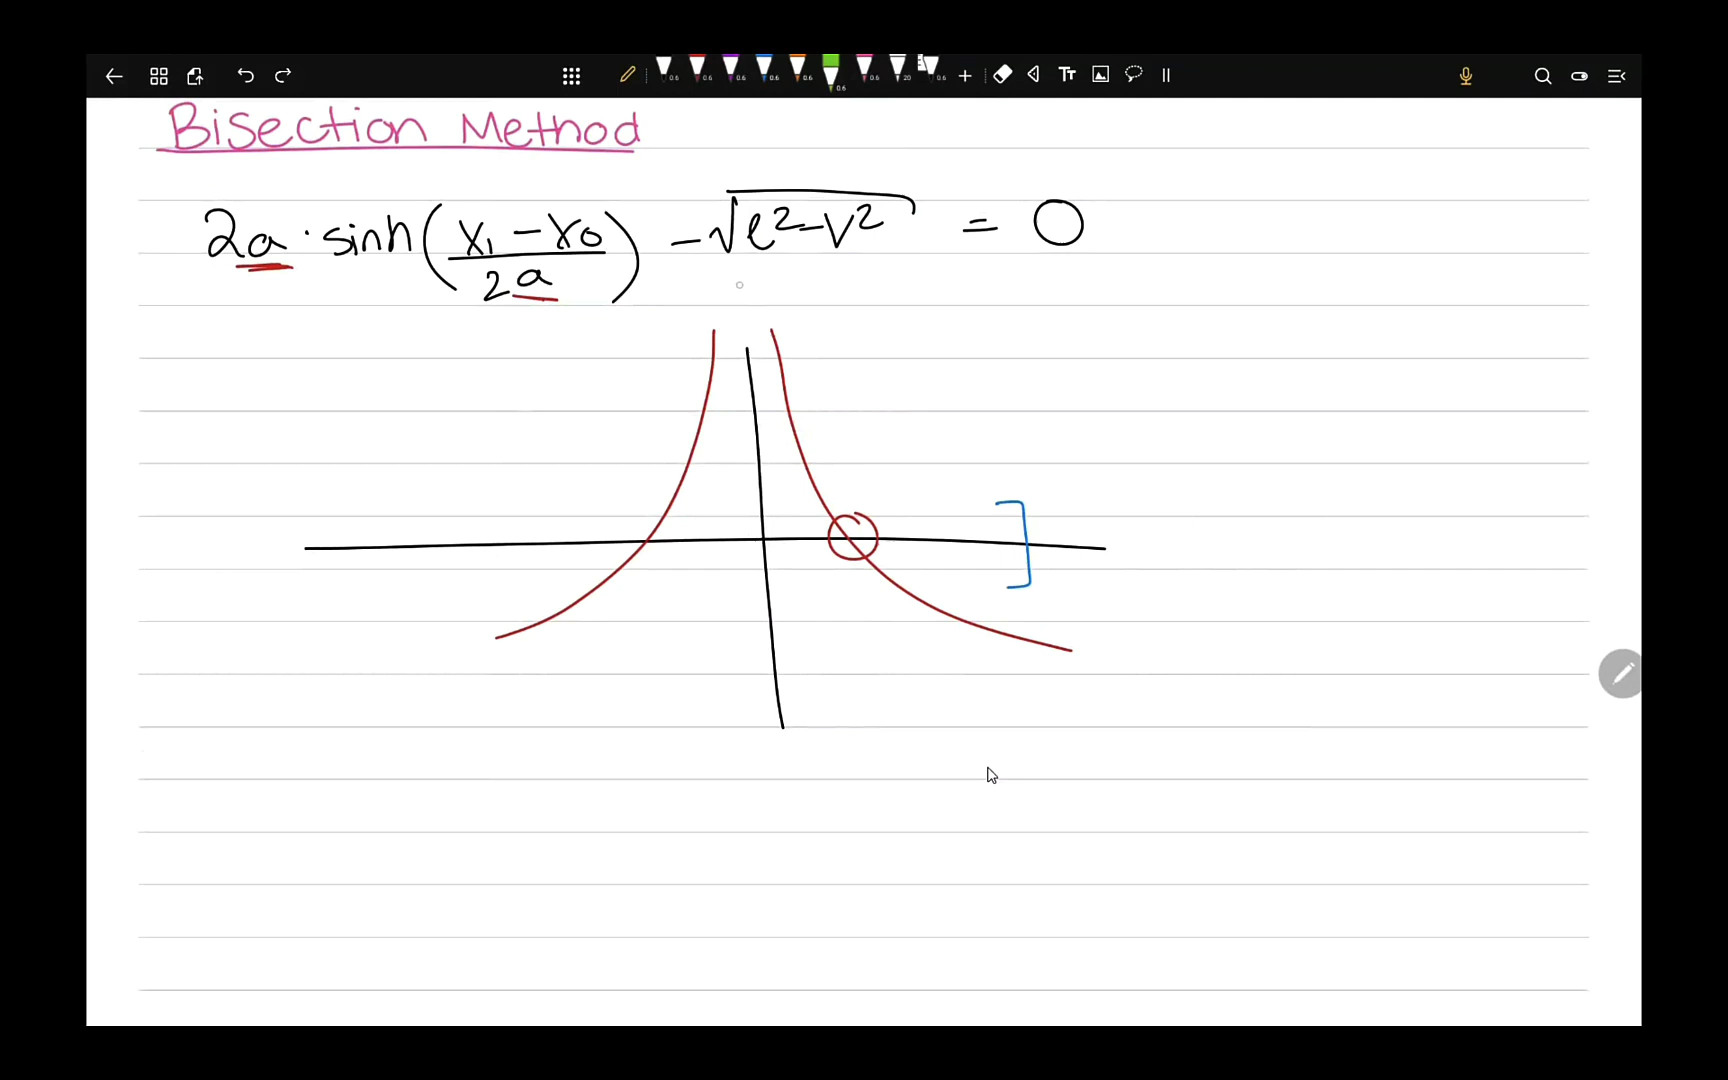 Bisection Method
2a · sinh( (x₁ - x₀) / 2a ) - √(l² - v²) = 0